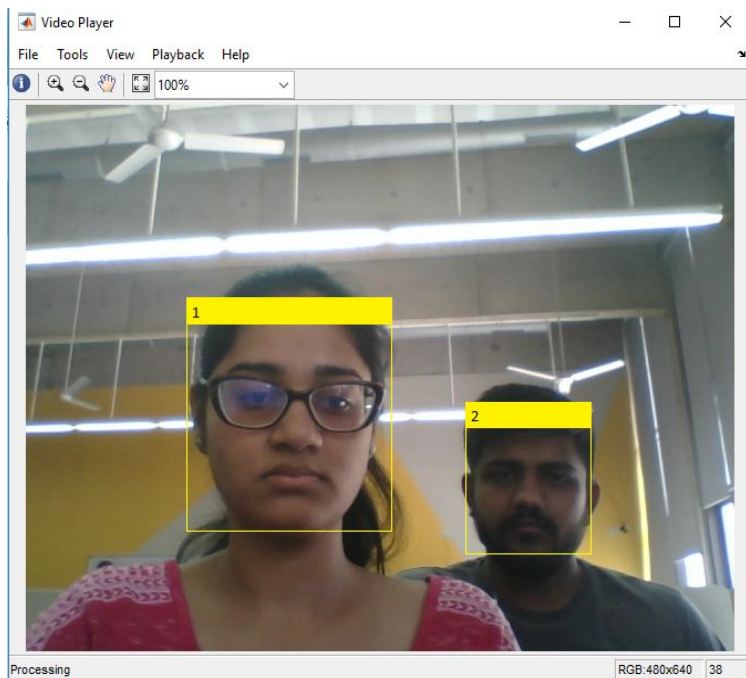 Video Player
File Tools View Playback Help
100%
1
2
Processing
RGB:480x640 38